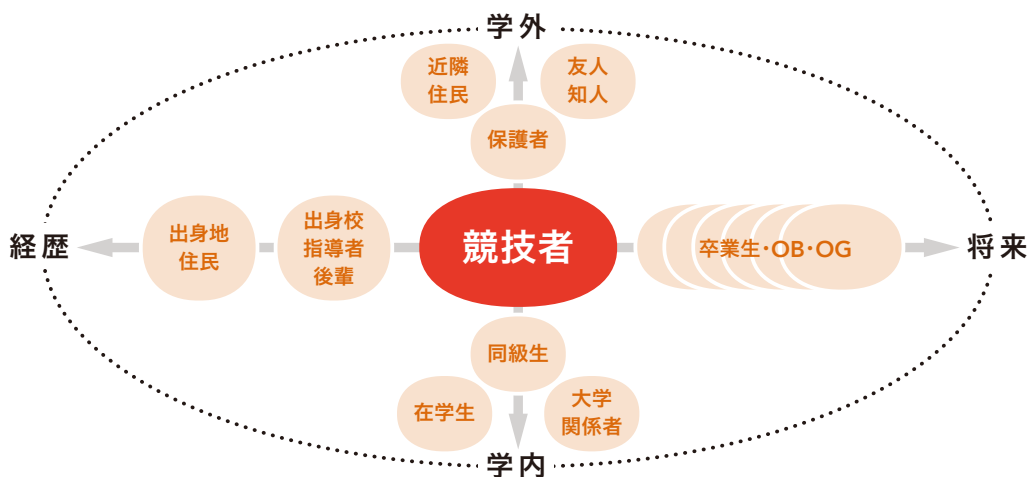 学外
近隣
住民
友人
知人
保護者
経歴
出身地
住民
出身校
指導者
後輩
競技者
卒業生・OB・OG
将来
同級生
在学生
大学
関係者
学内